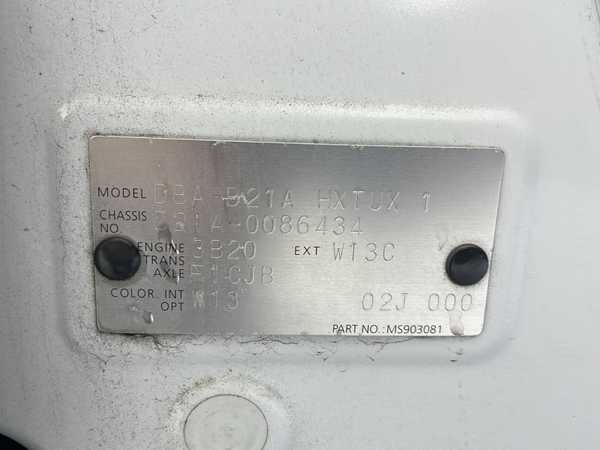 MODEL DBA-B21A HXTUX 1
CHASSIS NO. B21A-0086434
ENGINE 3B20 EXT W13C
TRANS AXLE F1CJB
COLOR. INT OPT W13 02J 000
PART NO.: MS903081